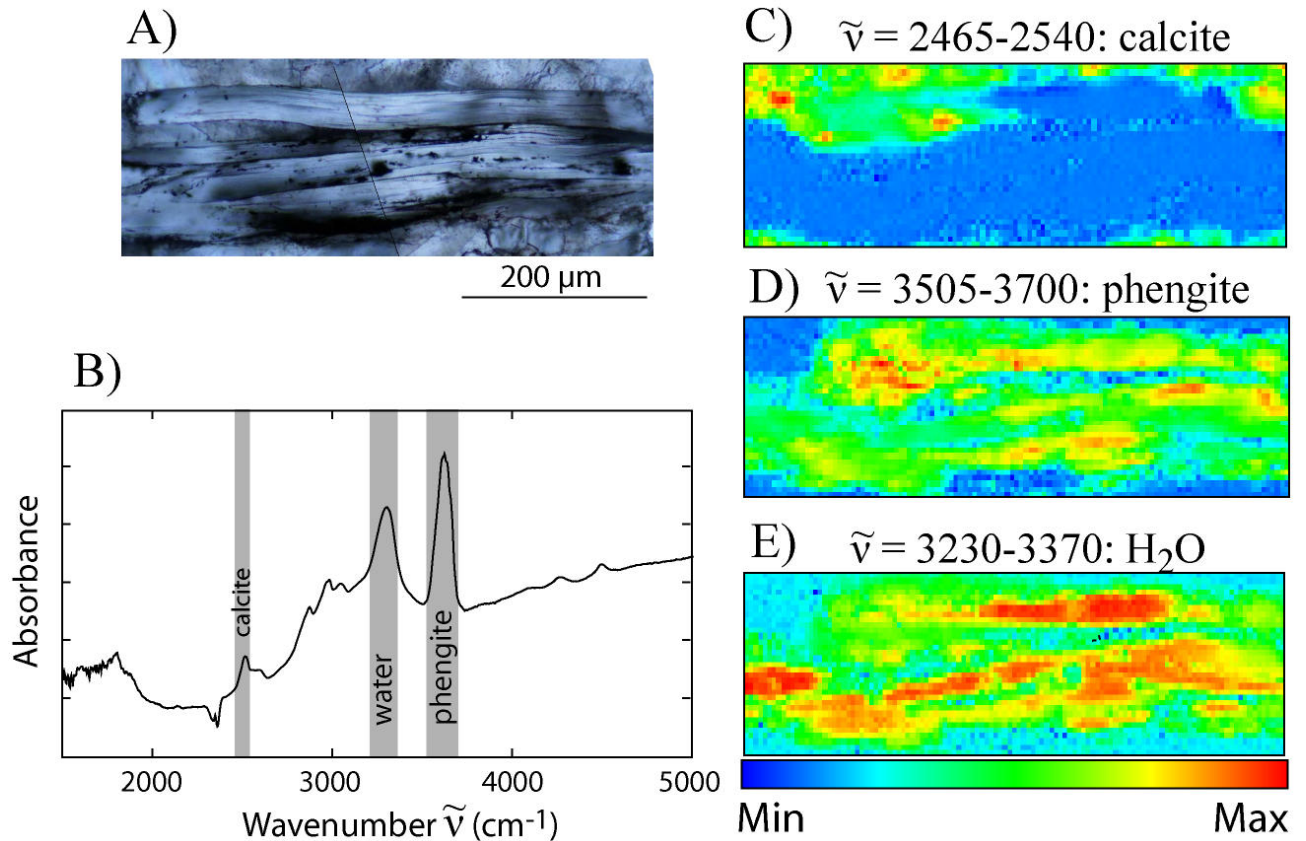 A)
200 µm
B)
Absorbance
calcite
water
phengite
2000 3000 4000 5000
Wavenumber ṽ (cm-1)
C) ṽ = 2465-2540: calcite
D) ṽ = 3505-3700: phengite
E) ṽ = 3230-3370: H₂O
Min Max